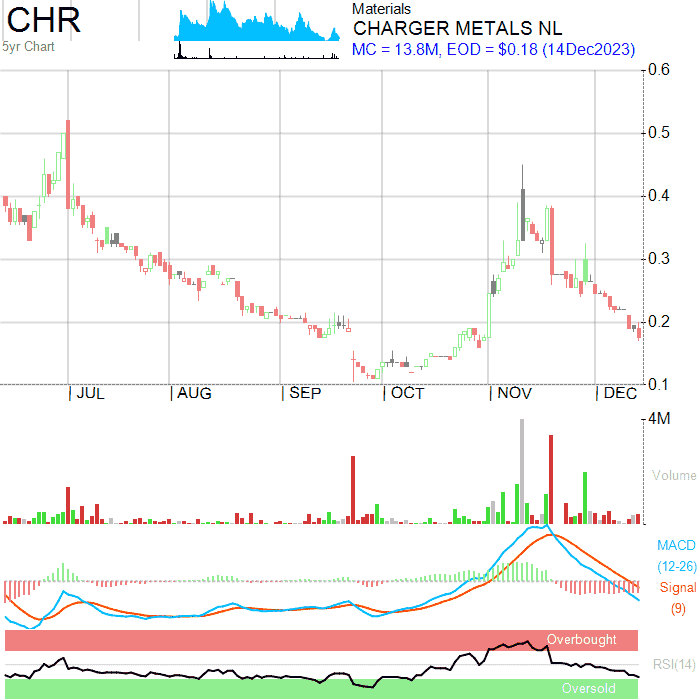 CHR
5yr Chart
Materials
CHARGER METALS NL
MC = 13.8M, EOD = $0.18 (14Dec2023)
0.6
0.5
0.4
0.3
0.2
0.1
JUL AUG SEP OCT NOV DEC
4M
Volume
MACD
(12-26)
Signal
(9)
Overbought
RSI(14)
Oversold